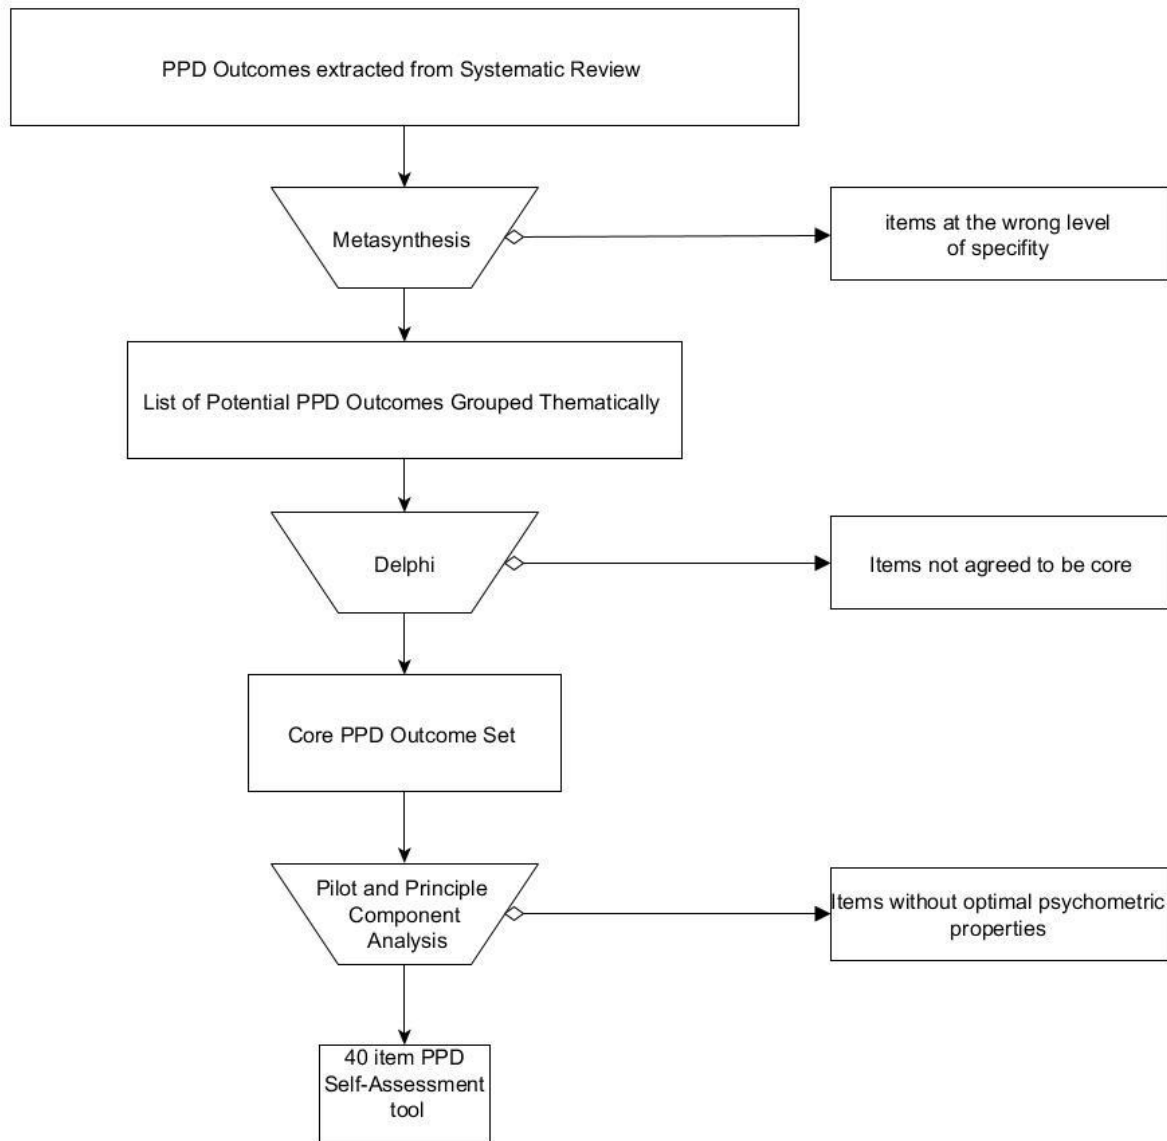 PPD Outcomes extracted from Systematic Review
Metasynthesis
items at the wrong level
of specifity
List of Potential PPD Outcomes Grouped Thematically
Delphi
Items not agreed to be core
Core PPD Outcome Set
Pilot and Principle
Component
Analysis
Items without optimal psychometric
properties
40 item PPD
Self-Assessment
tool